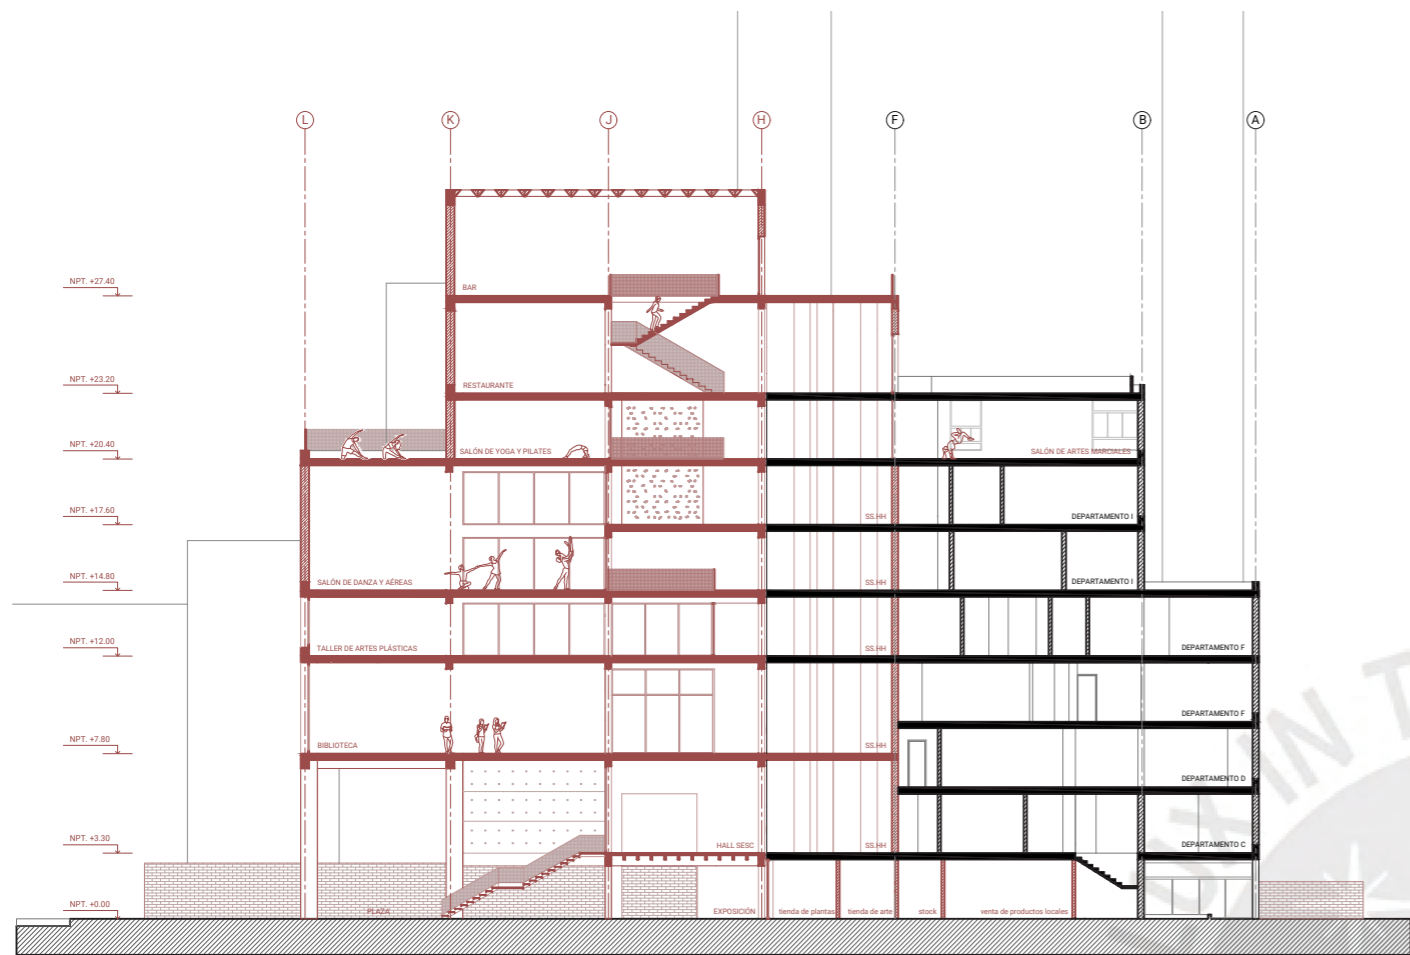 L K J H F B A
NPT. +27.40
BAR
NPT. +23.20
RESTAURANTE
NPT. +20.40
SALÓN DE YOGA Y PILATES
SALÓN DE ARTES MARCIALES
NPT. +17.60
SS.HH
DEPARTAMENTO I
NPT. +14.80
SALÓN DE DANZA Y AÉREAS
SS.HH
DEPARTAMENTO I
NPT. +12.00
TALLER DE ARTES PLÁSTICAS
SS.HH
DEPARTAMENTO F
DEPARTAMENTO F
NPT. +7.80
BIBLIOTECA
SS.HH
DEPARTAMENTO D
NPT. +3.30
HALL SESC
SS.HH
DEPARTAMENTO C
NPT. +0.00
PLAZA
EXPOSICIÓN
tienda de plantas
tienda de arte
stock
venta de productos locales
UX IN T